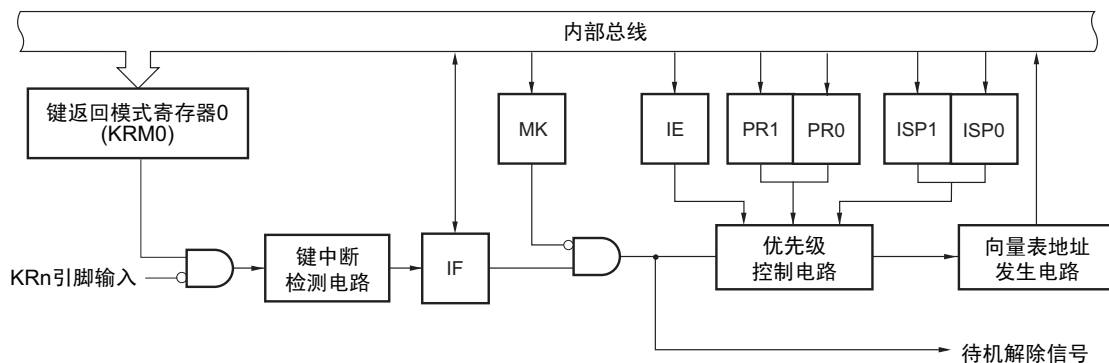 内部总线
键返回模式寄存器0
(KRM0)
MK
IE
PR1
PR0
ISP1
ISP0
KRn引脚输入
键中断
检测电路
IF
优先级
控制电路
向量表地址
发生电路
待机解除信号